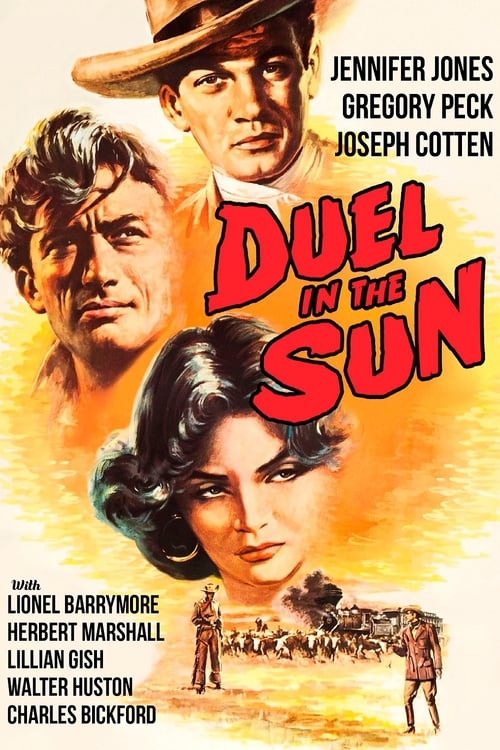 JENNIFER JONES
GREGORY PECK
JOSEPH COTTEN
DUEL
IN THE
SUN
With
LIONEL BARRYMORE
HERBERT MARSHALL
LILLIAN GISH
WALTER HUSTON
CHARLES BICKFORD